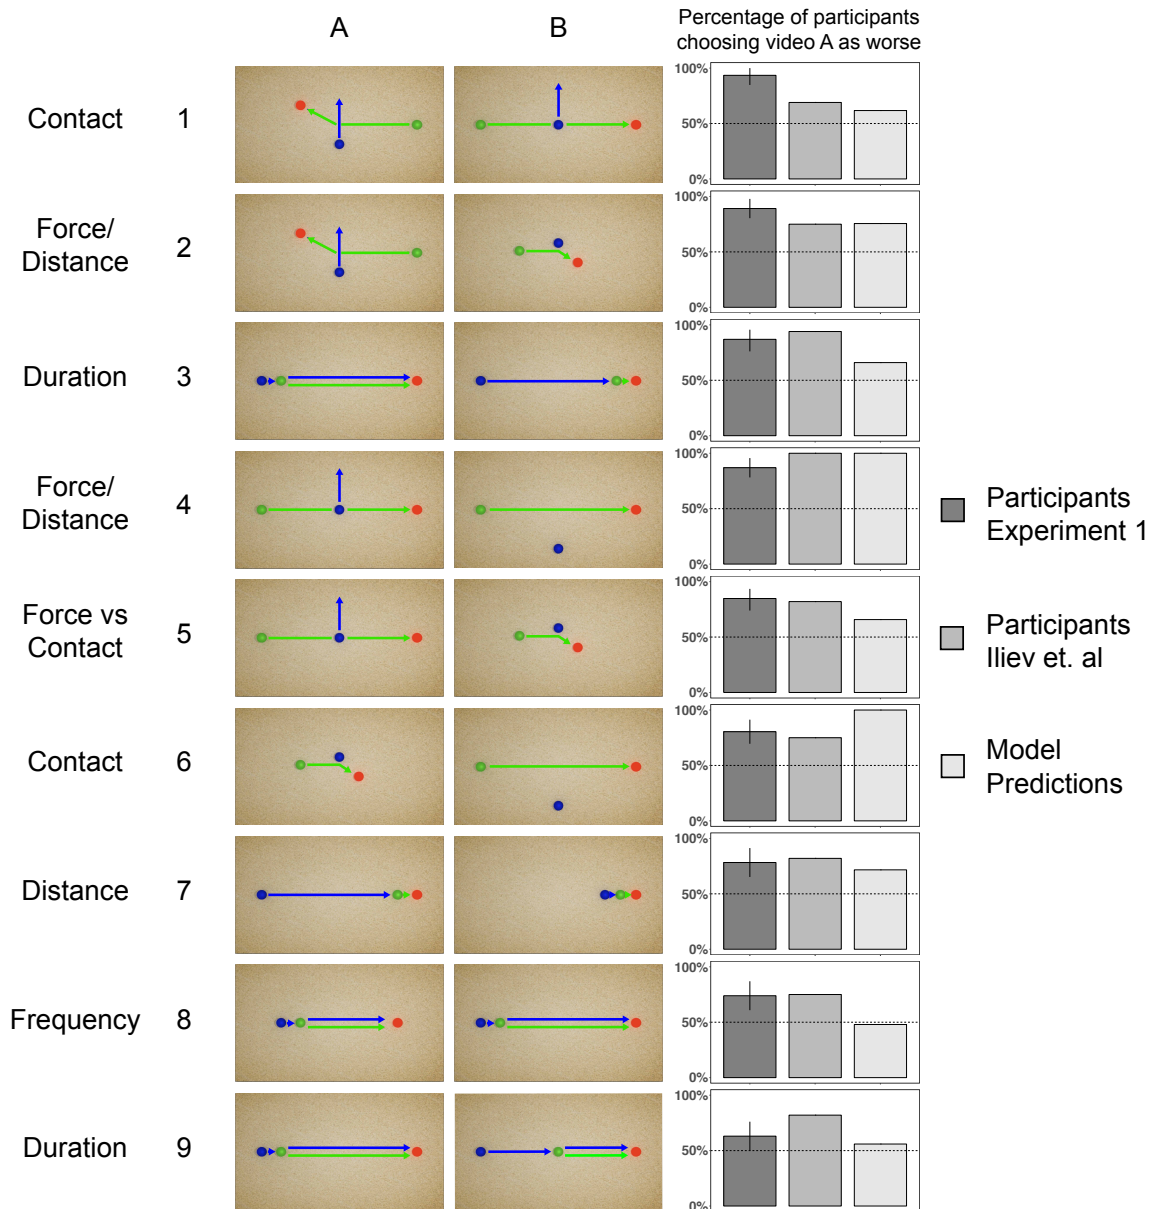 A
B
Percentage of participants
choosing video A as worse
Contact
1
100%
50%
0%
Force/
Distance
2
100%
50%
0%
Duration
3
100%
50%
0%
Force/
Distance
4
100%
50%
0%
Participants
Experiment 1
Force vs
Contact
5
100%
50%
0%
Participants
Iliev et. al
Contact
6
100%
50%
0%
Model
Predictions
Distance
7
100%
50%
0%
Frequency
8
100%
50%
0%
Duration
9
100%
50%
0%